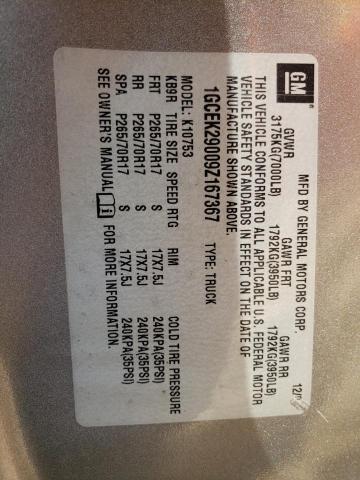 GM
MFD BY GENERAL MOTORS CORP.
12/
GVWR GAWR FRT GAWR RR
3175KG(7000LB) 1792KG(3950LB) 1792KG(3950LB)
THIS VEHICLE CONFORMS TO ALL APPLICABLE U.S. FEDERAL MOTOR
VEHICLE SAFETY STANDARDS IN EFFECT ON THE DATE OF
MANUFACTURE SHOWN ABOVE.
1GCEK29009Z167367 TYPE: TRUCK
MODEL: K10753
KB9R TIRE SIZE SPEED RTG RIM COLD TIRE PRESSURE
FRT P265/70R17 S 17X7.5J 240KPA(35PSI)
RR P265/70R17 S 17X7.5J 240KPA(35PSI)
SPA P265/70R17 S 17X7.5J 240KPA(35PSI)
SEE OWNER'S MANUAL i FOR MORE INFORMATION.